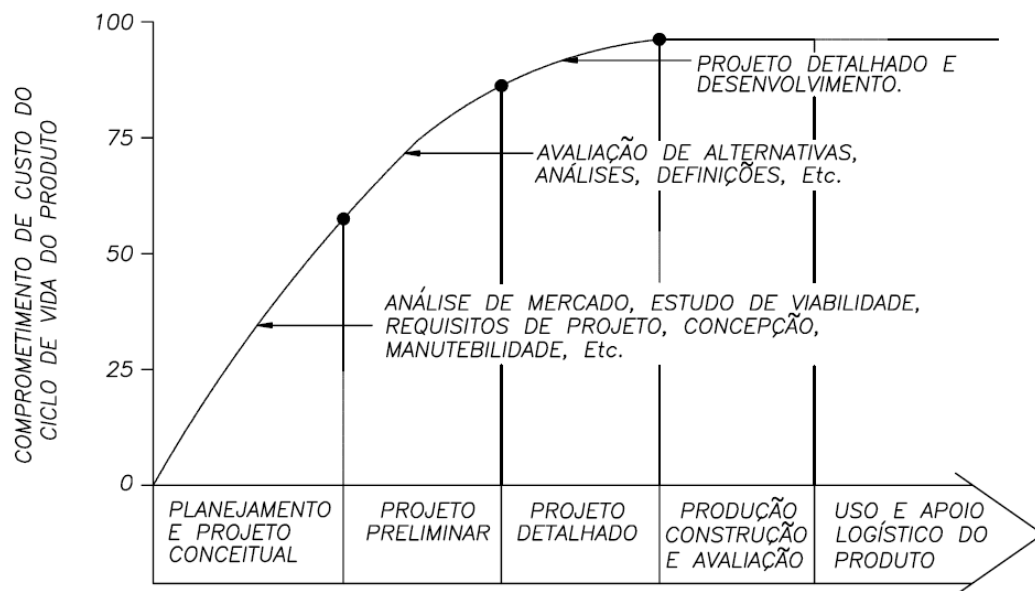 COMPROMETIMENTO DE CUSTO DO
CICLO DE VIDA DO PRODUTO
100
75
50
25
0
PROJETO DETALHADO E
DESENVOLVIMENTO.
AVALIAÇÃO DE ALTERNATIVAS,
ANÁLISES, DEFINIÇÕES, Etc.
ANÁLISE DE MERCADO, ESTUDO DE VIABILIDADE,
REQUISITOS DE PROJETO, CONCEPÇÃO,
MANUTEBILIDADE, Etc.
PLANEJAMENTO
E PROJETO
CONCEITUAL
PROJETO
PRELIMINAR
PROJETO
DETALHADO
PRODUÇÃO
CONSTRUÇÃO
E AVALIAÇÃO
USO E APOIO
LOGÍSTICO DO
PRODUTO